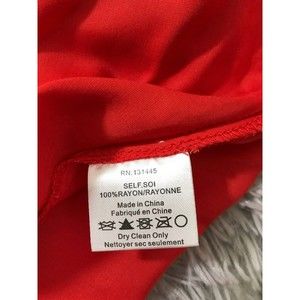 RN. 131445
SELF.SOI
100%RAYON/RAYONNE
Made in China
Fabriqué en Chine
Dry Clean Only
Nettoyer sec seulement